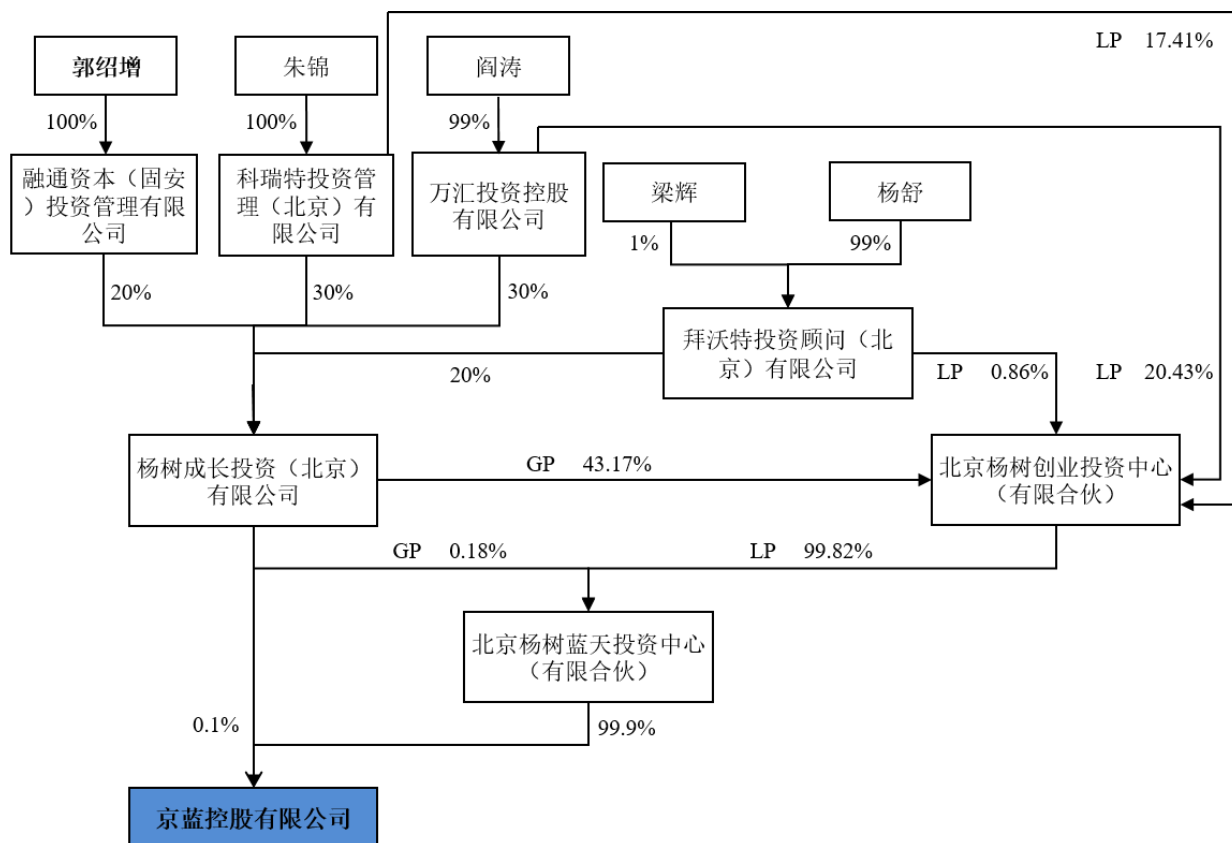 LP 17.41%
郭绍增
朱锦
阎涛
100%
100%
99%
融通资本（固安
）投资管理有限
公司
科瑞特投资管
理（北京）有
限公司
万汇投资控股
有限公司
梁辉
杨舒
1%
99%
20%
30%
30%
拜沃特投资顾问（北
京）有限公司
20%
LP 0.86%
LP 20.43%
杨树成长投资（北京）
有限公司
GP 43.17%
北京杨树创业投资中心
（有限合伙）
GP 0.18%
LP 99.82%
北京杨树蓝天投资中心
（有限合伙）
0.1%
99.9%
京蓝控股有限公司